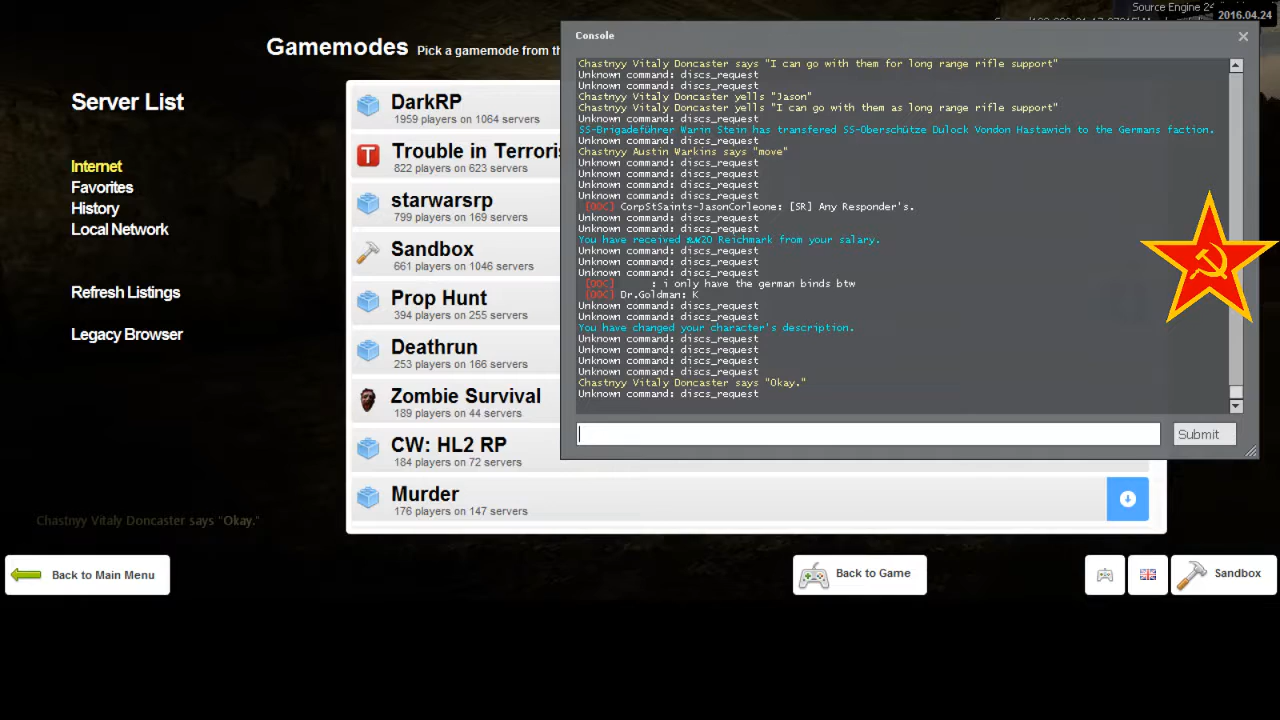 Source Engine 24
2016.04.24
Gamemodes Pick a gamemode from th
Server List
Internet
Favorites
History
Local Network
Refresh Listings
Legacy Browser
DarkRP
1959 players on 1064 servers
Trouble in Terroris
822 players on 623 servers
starwarsrp
799 players on 169 servers
Sandbox
661 players on 1046 servers
Prop Hunt
394 players on 255 servers
Deathrun
253 players on 166 servers
Zombie Survival
189 players on 44 servers
CW: HL2 RP
184 players on 72 servers
Murder
176 players on 147 servers
Console
Chastnyy Vitaly Doncaster says "I can go with them for long range rifle support"
Unknown command: discs_request
Unknown command: discs_request
Chastnyy Vitaly Doncaster yells "Jason"
Chastnyy Vitaly Doncaster yells "I can go with them as long range rifle support"
Unknown command: discs_request
SS-Brigadeführer Warin Stein has transfered SS-Oberschütze Dulock Vondon Hastawich to the Germans faction.
Unknown command: discs_request
Chastnyy Austin Warkins says "move"
Unknown command: discs_request
Unknown command: discs_request
Unknown command: discs_request
Unknown command: discs_request
[OOC] CorpStSaints-JasonCorleone: [SR] Any Responder's.
Unknown command: discs_request
Unknown command: discs_request
You have received 20 Reichmark from your salary.
Unknown command: discs_request
Unknown command: discs_request
Unknown command: discs_request
[OOC] : i only have the german binds btw
[OOC] Dr.Goldman: K
Unknown command: discs_request
Unknown command: discs_request
You have changed your character's description.
Unknown command: discs_request
Unknown command: discs_request
Unknown command: discs_request
Unknown command: discs_request
Chastnyy Vitaly Doncaster says "Okay."
Unknown command: discs_request
Submit
Chastnyy Vitaly Doncaster says "Okay."
Back to Main Menu
Back to Game
Sandbox